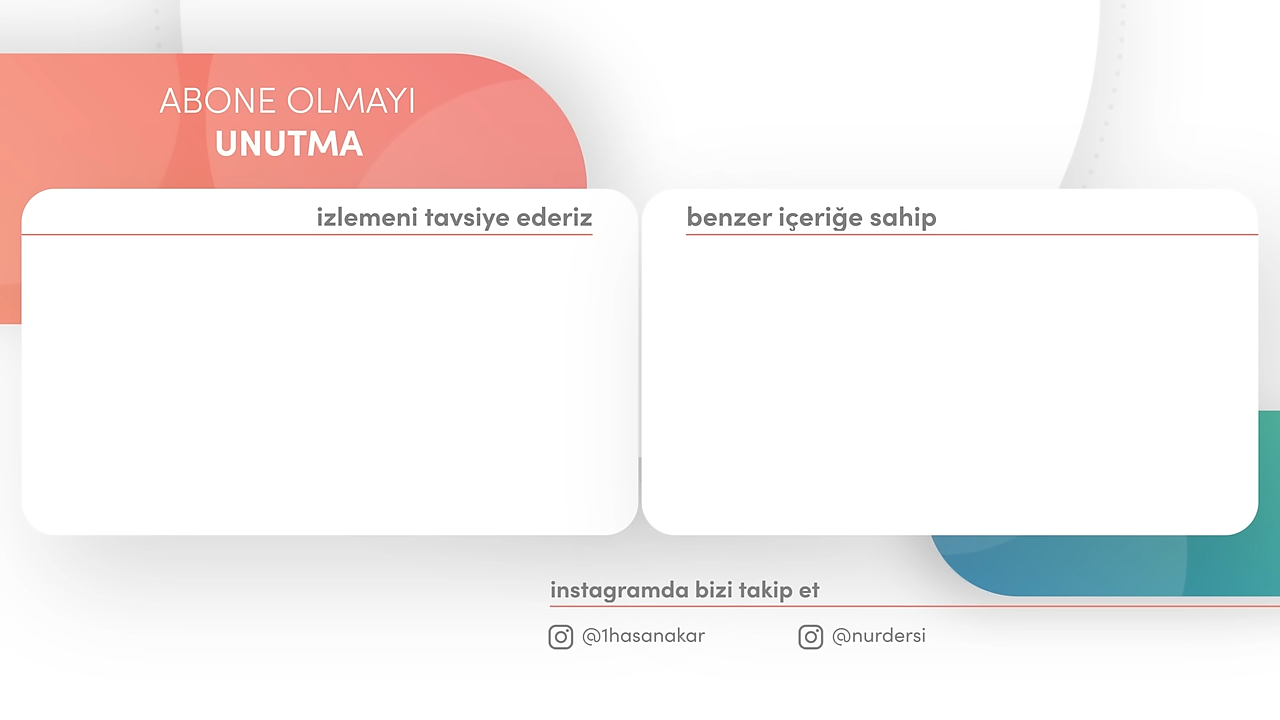 ABONE OLMAYI
UNUTMA
izlemeni tavsiye ederiz
benzer içeriğe sahip
instagramda bizi takip et
@1hasanakar
@nurdersi